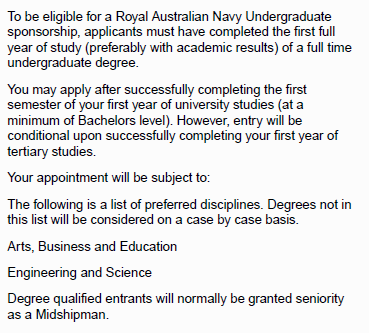 To be eligible for a Royal Australian Navy Undergraduate
sponsorship, applicants must have completed the first full
year of study (preferably with academic results) of a full time
undergraduate degree.
You may apply after successfully completing the first
semester of your first year of university studies (at a
minimum of Bachelors level). However, entry will be
conditional upon successfully completing your first year of
tertiary studies.
Your appointment will be subject to:
The following is a list of preferred disciplines. Degrees not in
this list will be considered on a case by case basis.
Arts, Business and Education
Engineering and Science
Degree qualified entrants will normally be granted seniority
as a Midshipman.